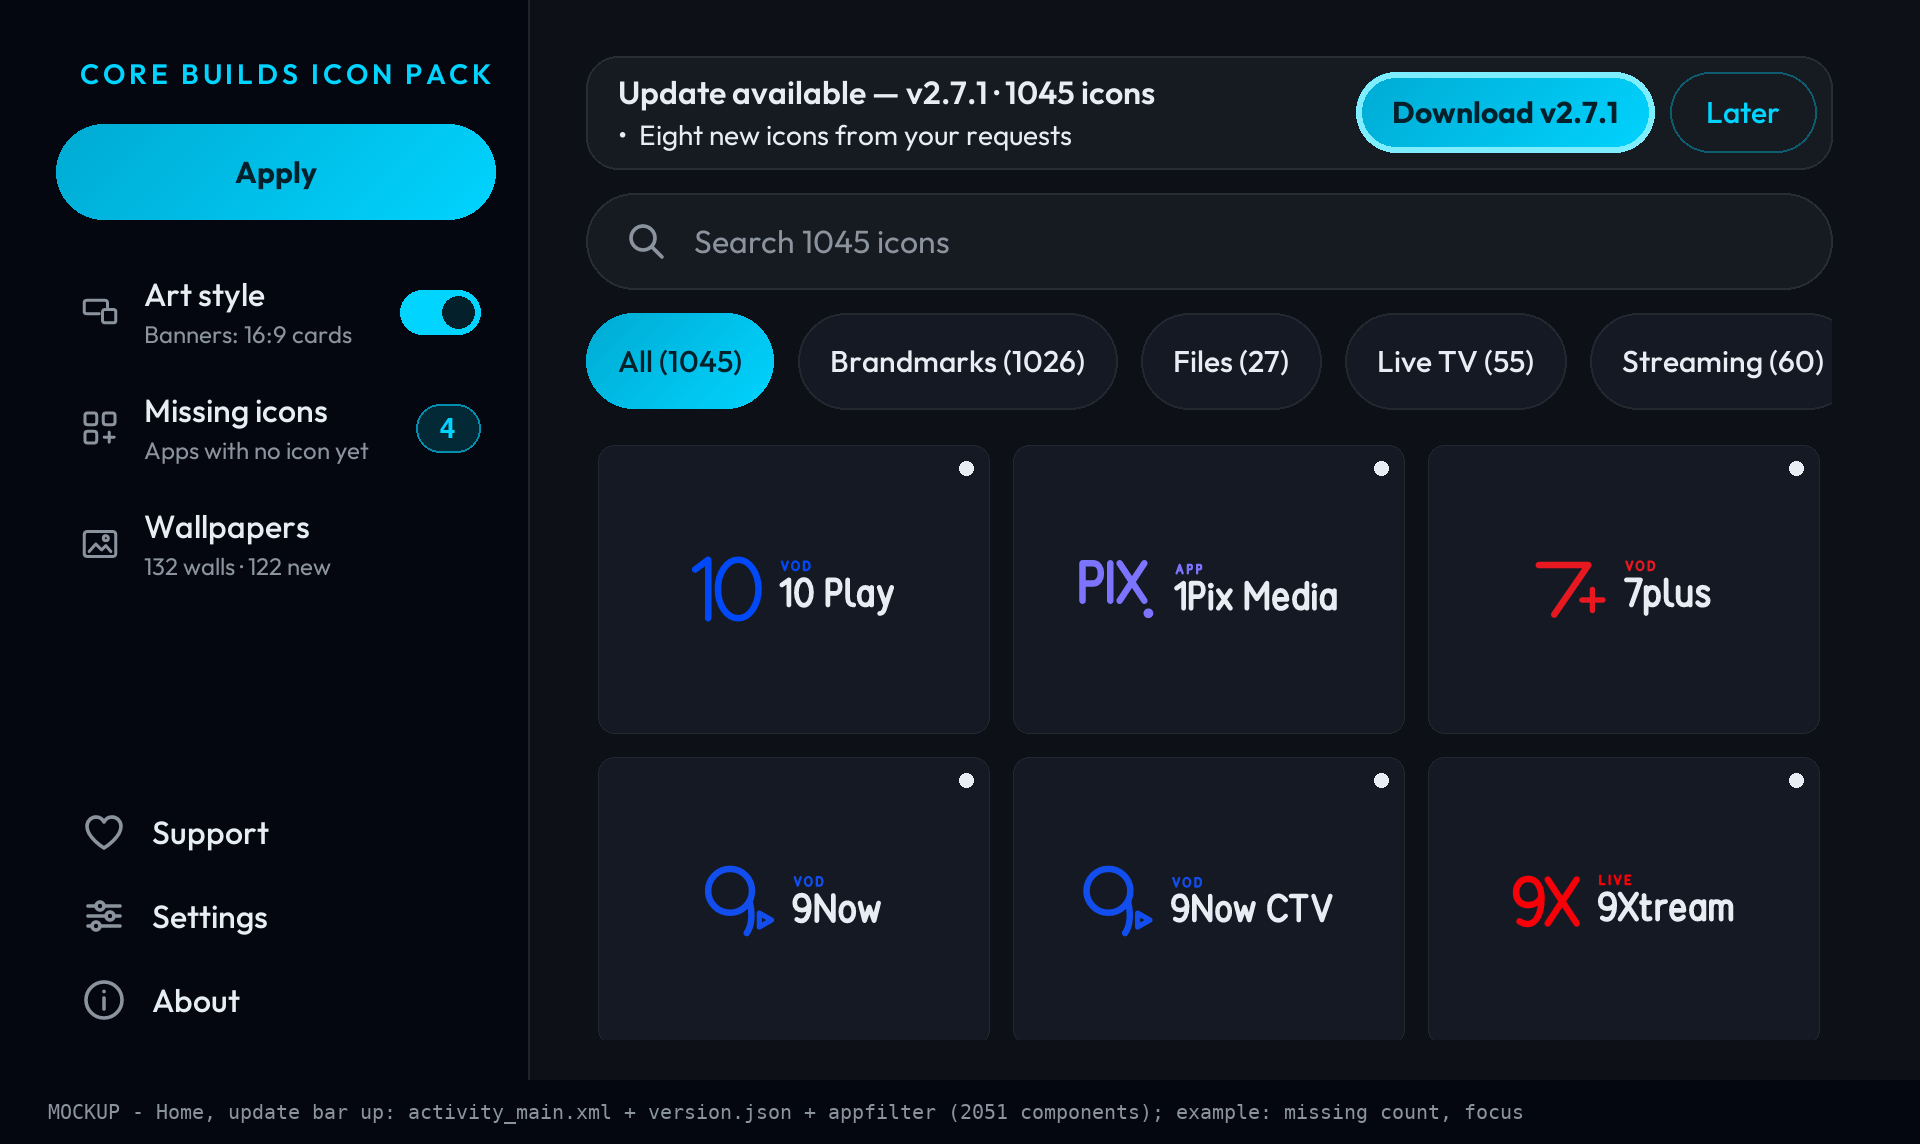 CORE BUILDS ICON PACK
Apply
Art style
Banners: 16:9 cards
Missing icons
Apps with no icon yet
4
Wallpapers
132 walls · 122 new
Support
Settings
About
Update available — v2.7.1 · 1045 icons
• Eight new icons from your requests
Download v2.7.1
Later
Search 1045 icons
All (1045)
Brandmarks (1026)
Files (27)
Live TV (55)
Streaming (60)
10
VOD
10 Play
PIX.
APP
1Pix Media
7+
VOD
7plus
9
VOD
9Now
9
VOD
9Now CTV
9X
LIVE
9Xtream
MOCKUP - Home, update bar up: activity_main.xml + version.json + appfilter (2051 components); example: missing count, focus